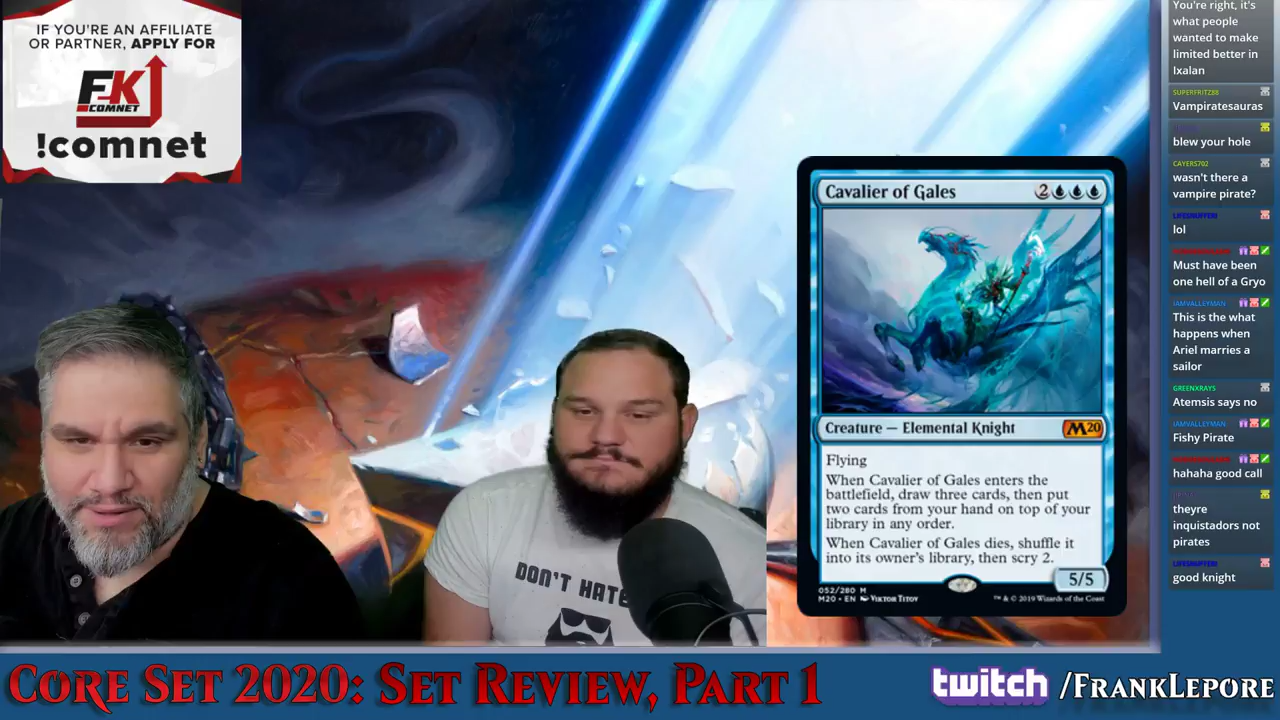 IF YOU'RE AN AFFILIATE
OR PARTNER, APPLY FOR
COMNET
!comnet
Cavalier of Gales
2
Creature — Elemental Knight
M20
Flying
When Cavalier of Gales enters the
battlefield, draw three cards, then put
two cards from your hand on top of your
library in any order.
When Cavalier of Gales dies, shuffle it
into its owner's library, then scry 2.
5/5
052/280 M
M20 • EN Viktor Titov
™ & © 2019 Wizards of the Coast
DON'T HATE
You're right, it's
what people
wanted to make
limited better in
Ixalan
SUPERFRITZ88
Vampiratesauras
blew your hole
CAYERS702
wasn't there a
vampire pirate?
lol
Must have been
one hell of a Gryo
IAMVALLEYMAN
This is the what
happens when
Ariel marries a
sailor
GREENXRAYS
Atemsis says no
IAMVALLEYMAN
Fishy Pirate
hahaha good call
theyre
inquistadors not
pirates
good knight
Core Set 2020: Set Review, Part 1
twitch /FrankLepore